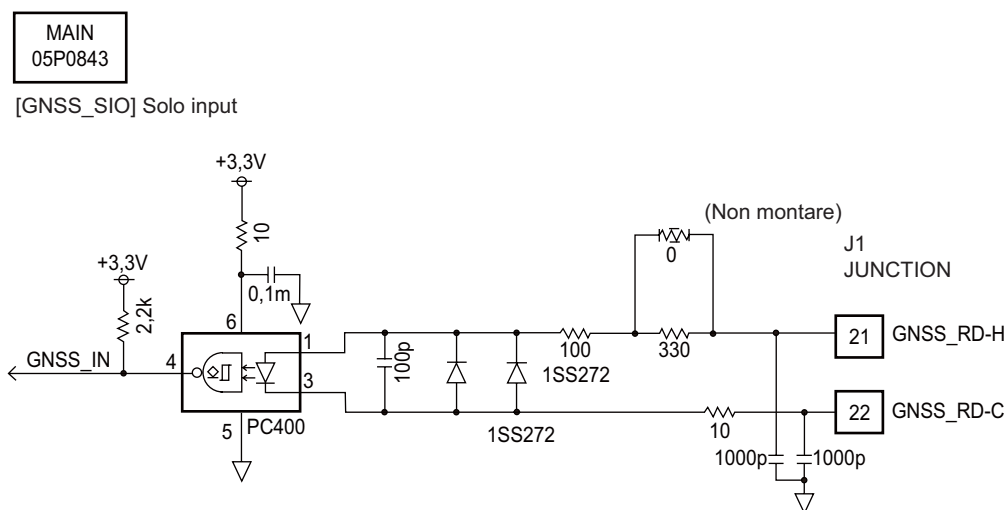 MAIN
05P0843
[GNSS_SIO] Solo input
+3,3V
10
(Non montare)
0
J1
JUNCTION
+3,3V
2,2k
0,1m
6
1
4
3
5
GNSS_IN
PC400
100p
100
330
1SS272
1SS272
21
GNSS_RD-H
22
GNSS_RD-C
10
1000p
1000p